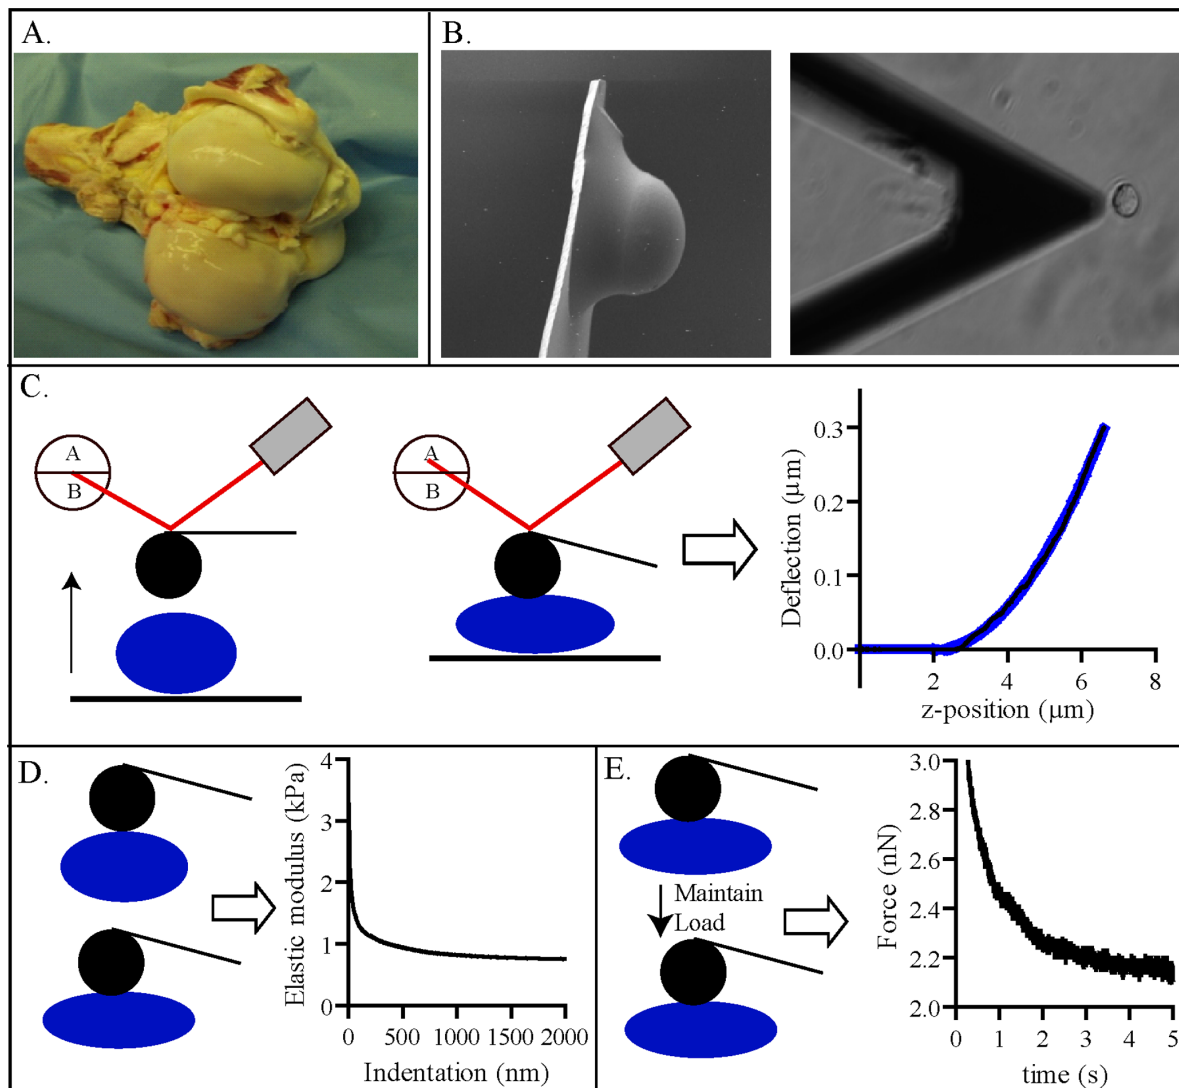 A.
B.
C.
A
B
A
B
Deflection (μm)
0.3
0.2
0.1
0.0
2 4 6 8
z-position (μm)
D.
Elastic modulus (kPa)
4
3
2
1
0
0 500 1000 1500 2000
Indentation (nm)
E.
Maintain
Load
Force (nN)
3.0
2.8
2.6
2.4
2.2
2.0
0 1 2 3 4 5
time (s)